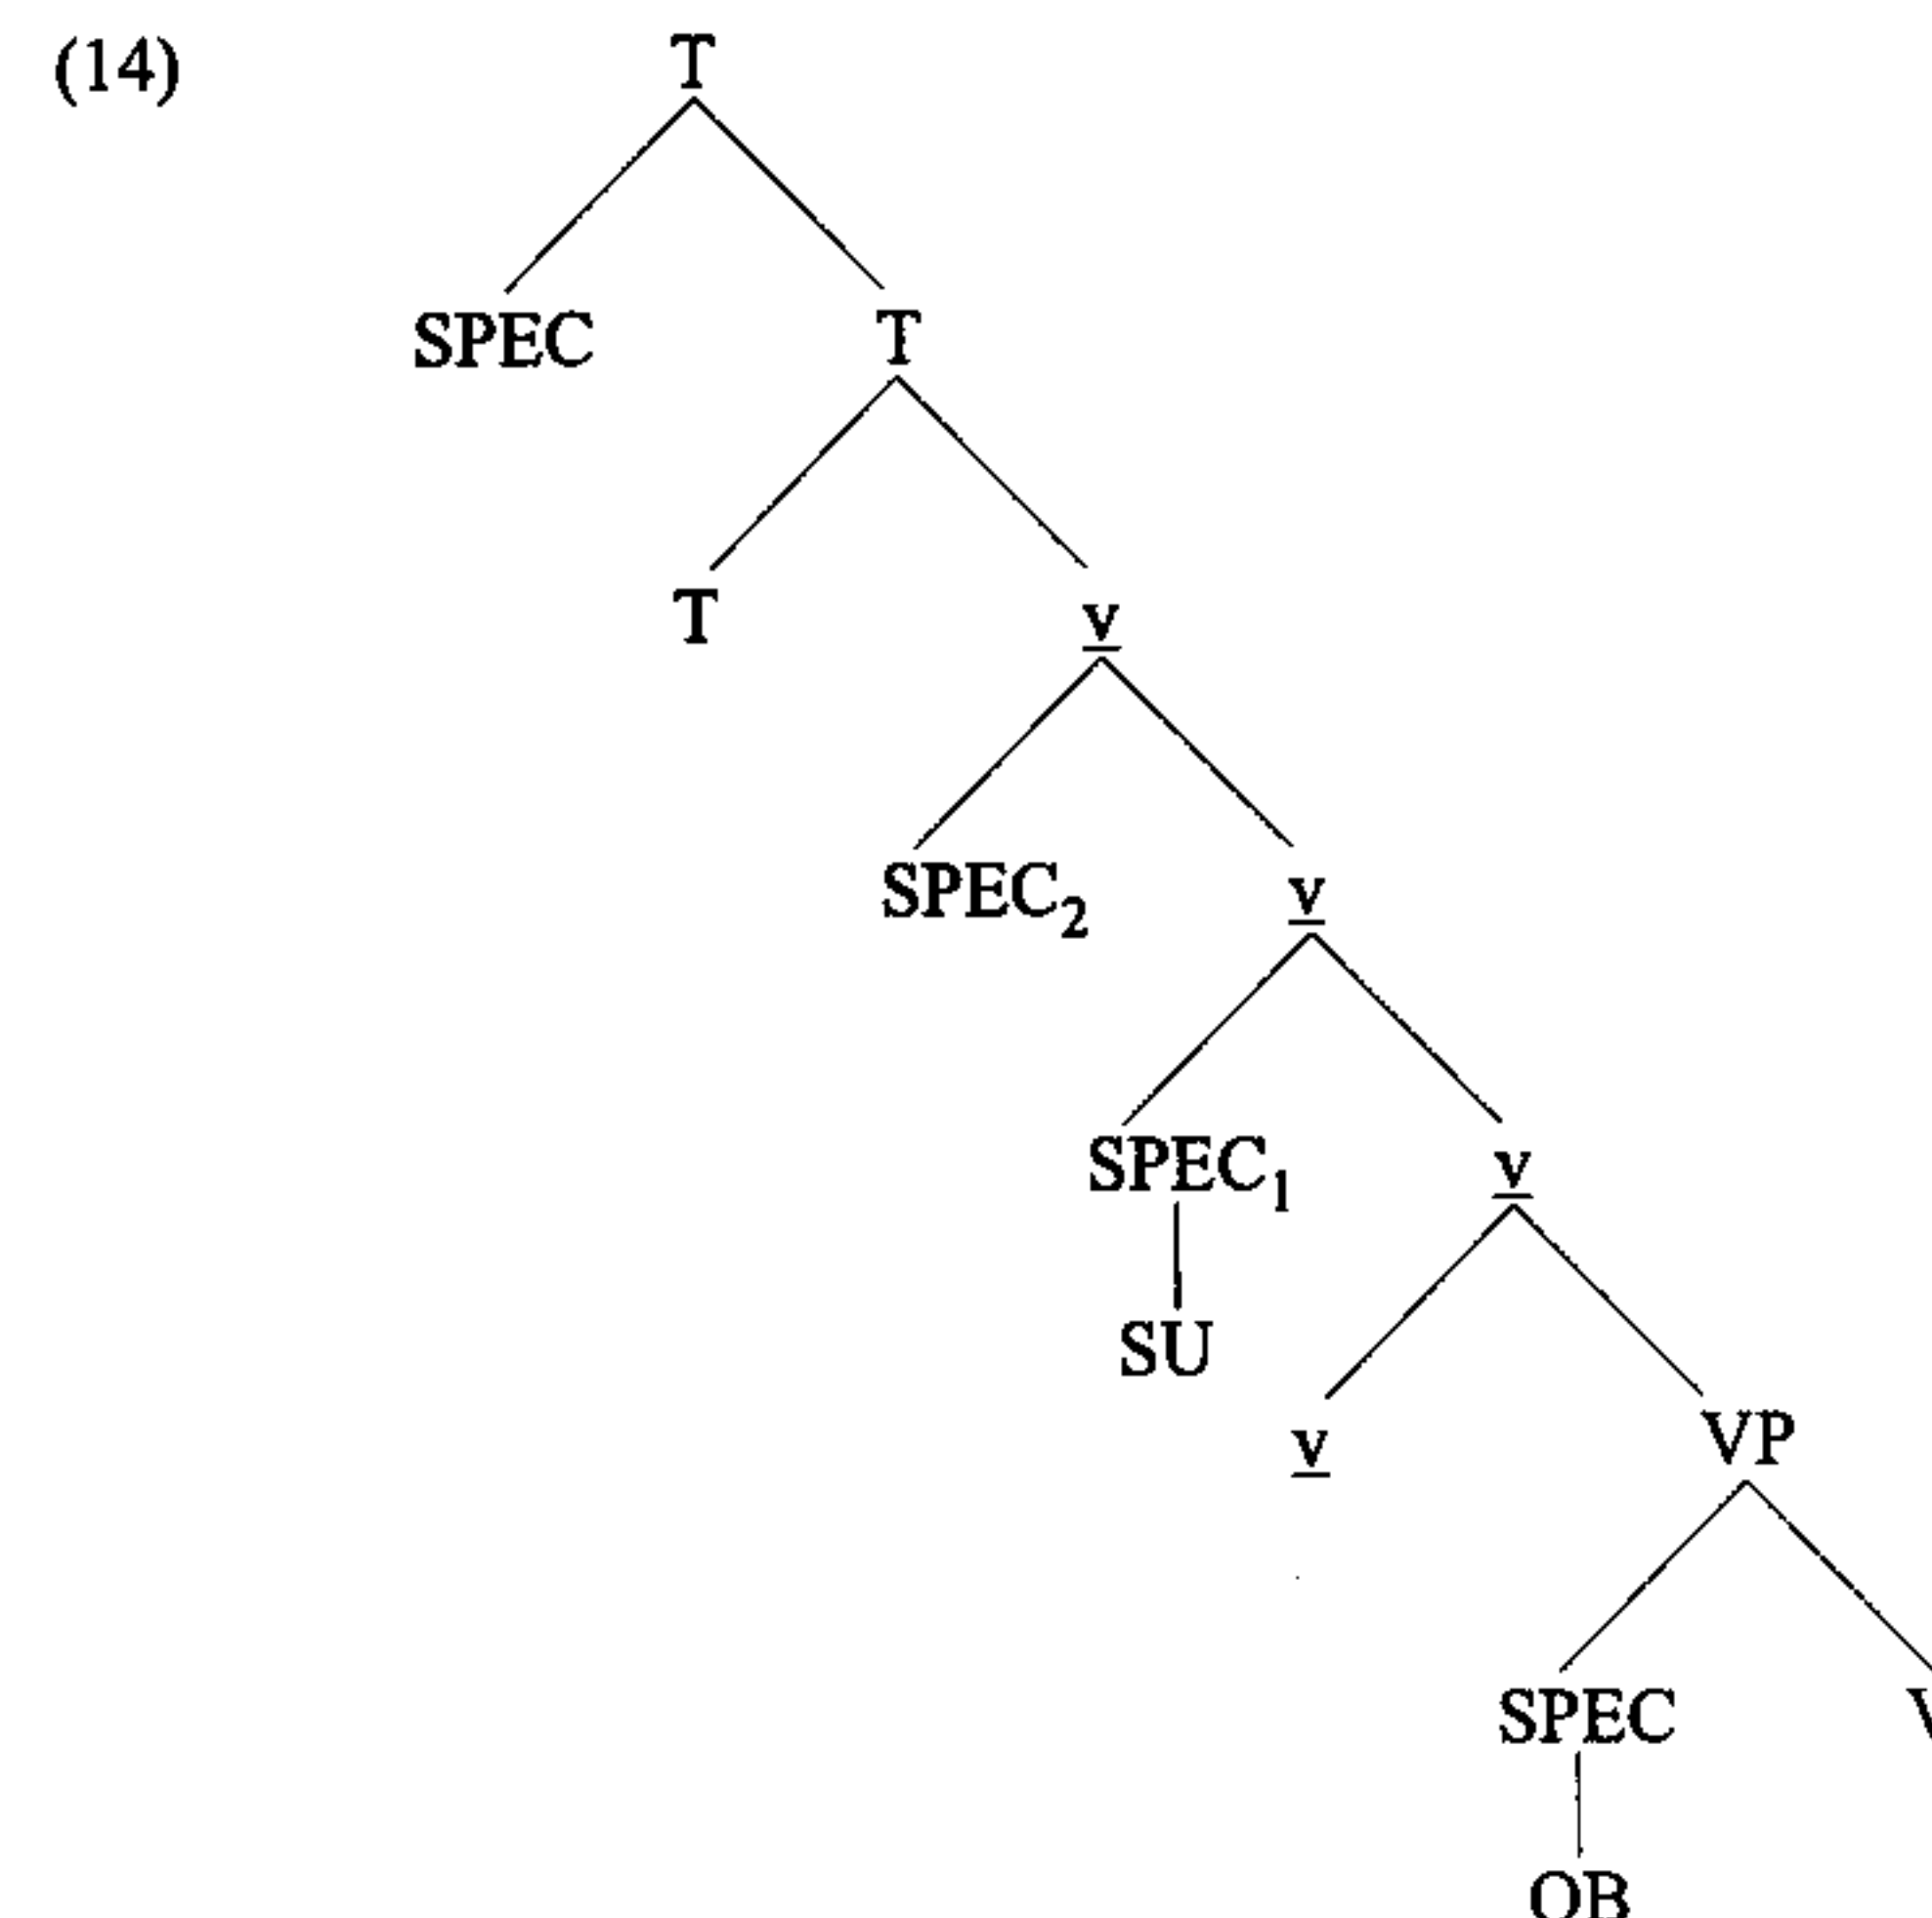 (14) T
SPEC T
T v
SPEC₂ v
SPEC₁ v
SU
v VP
SPEC V
OB